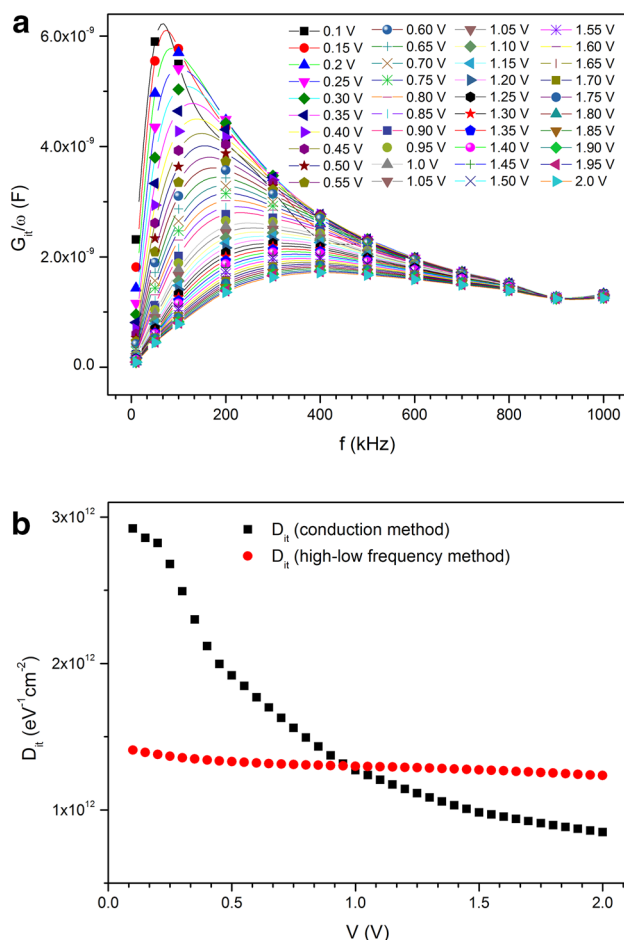 a
6.0x10⁻⁹
4.0x10⁻⁹
2.0x10⁻⁹
0.0
G_it/ω (F)
0.1 V 0.60 V 1.05 V 1.55 V
0.15 V 0.65 V 1.10 V 1.60 V
0.2 V 0.70 V 1.15 V 1.65 V
0.25 V 0.75 V 1.20 V 1.70 V
0.30 V 0.80 V 1.25 V 1.75 V
0.35 V 0.85 V 1.30 V 1.80 V
0.40 V 0.90 V 1.35 V 1.85 V
0.45 V 0.95 V 1.40 V 1.90 V
0.50 V 1.0 V 1.45 V 1.95 V
0.55 V 1.05 V 1.50 V 2.0 V
0 200 400 600 800 1000
f (kHz)
b
3x10¹²
2x10¹²
1x10¹²
D_it (eV⁻¹cm⁻²)
D_it (conduction method)
D_it (high-low frequency method)
0.0 0.5 1.0 1.5 2.0
V (V)